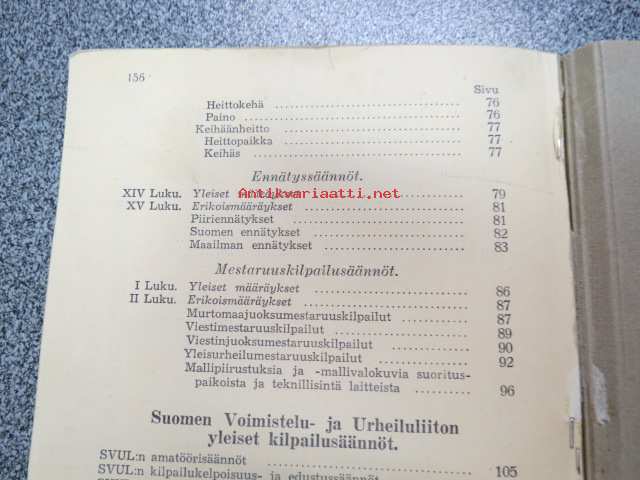 156
Sivu
Heittokehä 76
Paino 76
Keihäänheitto 77
Heittopaikka 77
Keihäs 77
Ennätyssäännöt.
XIV Luku. Yleiset määräykset 79
Antikvariaatti.net
XV Luku. Erikoismääräykset 81
Piiriennätykset 81
Suomen ennätykset 82
Maailman ennätykset 83
Mestaruuskilpailusäännöt.
I Luku. Yleiset määräykset 86
II Luku. Erikoismääräykset 87
Murtomaajuoksumestaruuskilpailut 87
Viestimestaruuskilpailut 89
Viestinjuoksumestaruuskilpailut 90
Yleisurheilumestaruuskilpailut 92
Mallipiirustuksia ja -mallivalokuvia suoritus-
paikoista ja teknillisintä laitteista 96
Suomen Voimistelu- ja Urheiluliiton
yleiset kilpailusäännöt.
SVUL:n amatöörisäännöt 105
SVUL:n kilpailukelpoisuus- ja edustussäännöt